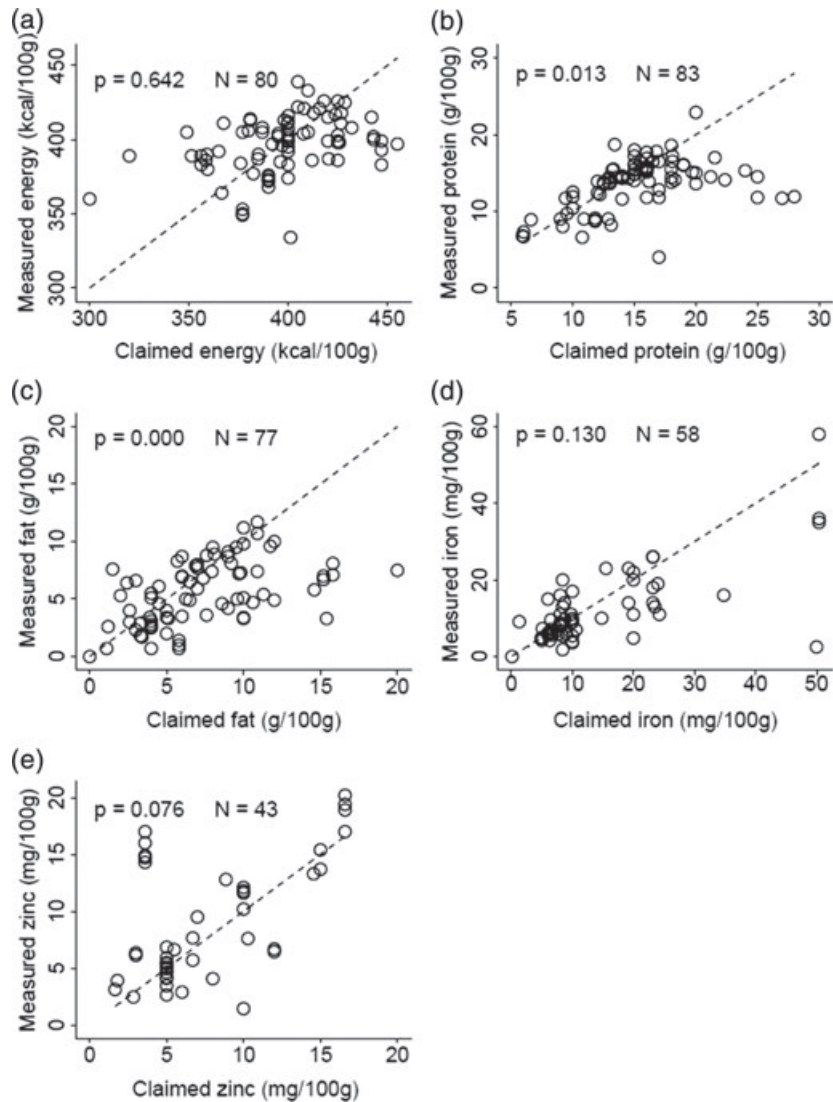 (a)
Measured energy (kcal/100g)
300 350 400 450
p = 0.642 N = 80
300 350 400 450
Claimed energy (kcal/100g)
(b)
Measured protein (g/100g)
0 10 20 30
p = 0.013 N = 83
5 10 15 20 25 30
Claimed protein (g/100g)
(c)
Measured fat (g/100g)
0 5 10 15 20
p = 0.000 N = 77
0 5 10 15 20
Claimed fat (g/100g)
(d)
Measured iron (mg/100g)
0 20 40 60
p = 0.130 N = 58
0 10 20 30 40 50
Claimed iron (mg/100g)
(e)
Measured zinc (mg/100g)
0 5 10 15 20
p = 0.076 N = 43
0 5 10 15 20
Claimed zinc (mg/100g)